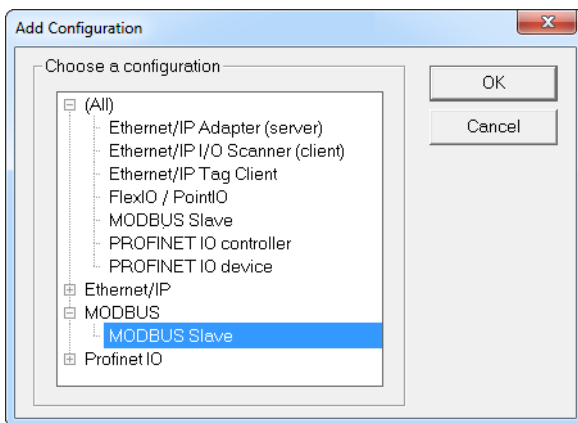 Add Configuration
Choose a configuration
OK
Cancel
(All)
Ethernet/IP Adapter (server)
Ethernet/IP I/O Scanner (client)
Ethernet/IP Tag Client
FlexIO / PointIO
MODBUS Slave
PROFINET IO controller
PROFINET IO device
Ethernet/IP
MODBUS
MODBUS Slave
Profinet IO